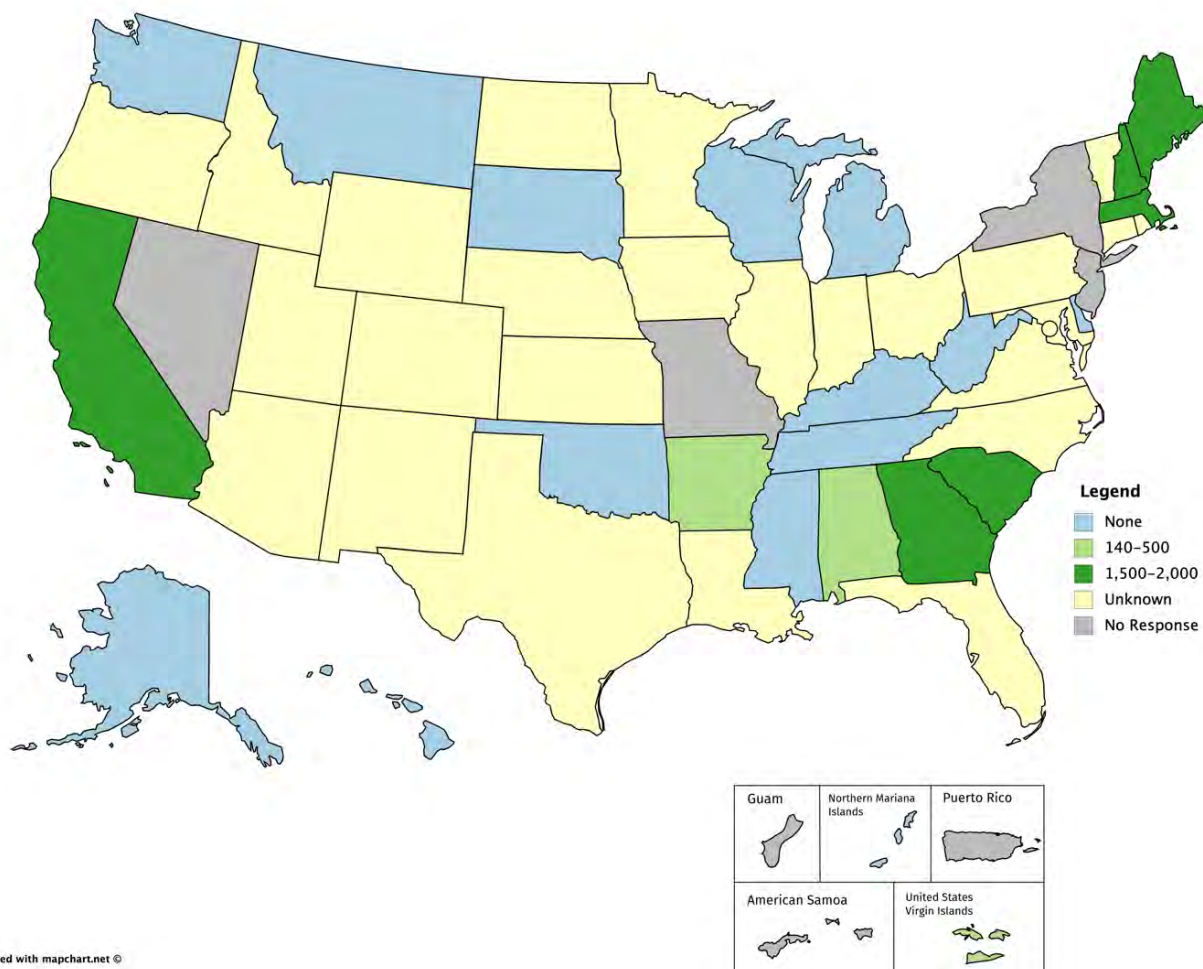 Legend
None
140–500
1,500–2,000
Unknown
No Response
Guam
Northern Mariana
Islands
Puerto Rico
American Samoa
United States
Virgin Islands
ed with mapchart.net ©